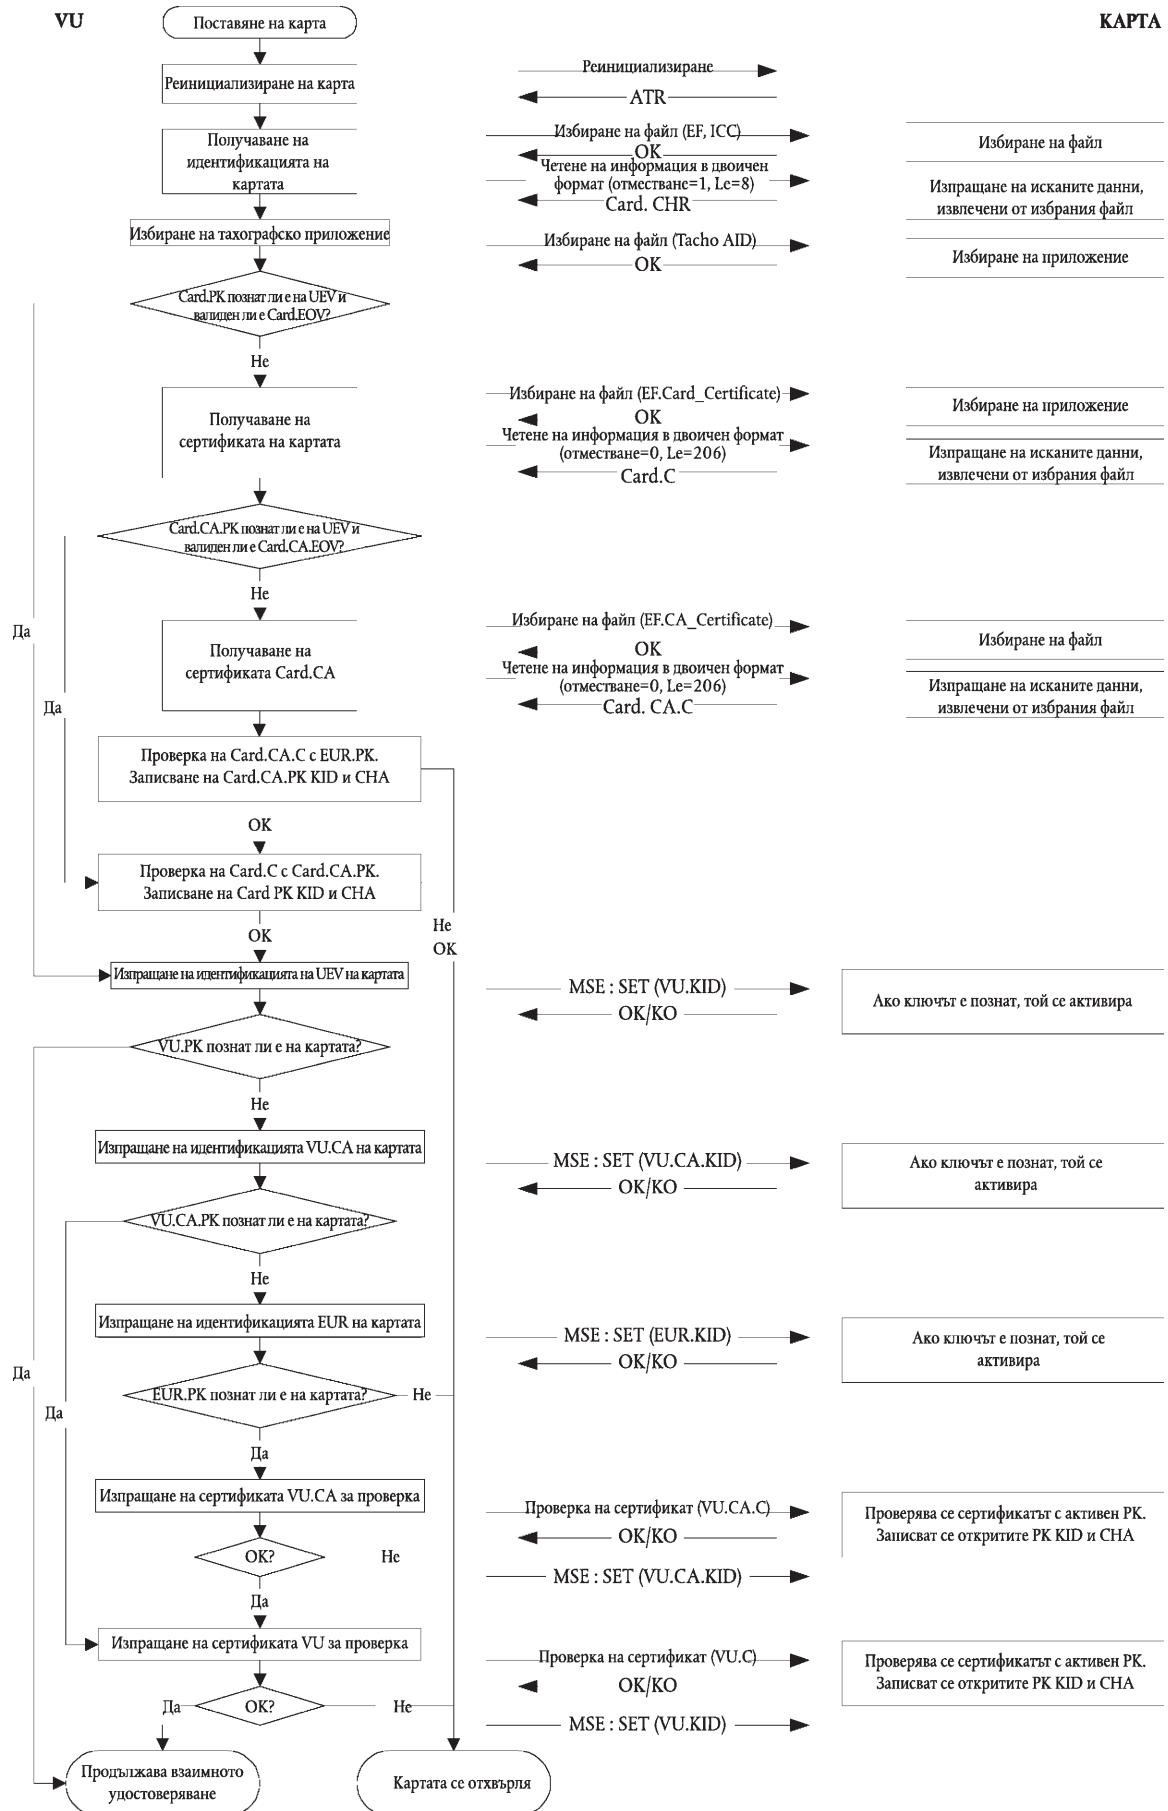 VU
КАРТА
Поставяне на карта
Реинициализиране на карта
Реинициализиране
ATR
Получаване на
идентификацията на
картата
Избиране на файл (EF, ICC)
OK
Четене на информация в двоичен
формат (отместване=1, Le=8)
Card. CHR
Избиране на файл
Изпращане на исканите данни,
извлечени от избрания файл
Избиране на тахографско приложение
Избиране на файл (Tacho AID)
OK
Избиране на приложение
Card.PK познат ли е на UEV и
валиден ли е Card.EOV?
Не
Получаване на
сертификата на картата
Избиране на файл (EF.Card_Certificate)
OK
Четене на информация в двоичен формат
(отместване=0, Le=206)
Card.C
Избиране на приложение
Изпращане на исканите данни,
извлечени от избрания файл
Card.CA.PK познат ли е на UEV и
валиден ли е Card.CA.EOV?
Не
Да
Получаване на
сертификата Card.CA
Избиране на файл (EF.CA_Certificate)
OK
Четене на информация в двоичен формат
(отместване=0, Le=206)
Card. CA.C
Избиране на файл
Изпращане на исканите данни,
извлечени от избрания файл
Да
Проверка на Card.CA.C с EUR.PK.
Записване на Card.CA.PK KID и CHA
OK
Проверка на Card.C с Card.CA.PK.
Записване на Card PK KID и CHA
OK
Не
OK
Изпращане на идентификацията на UEV на картата
MSE : SET (VU.KID)
OK/KO
Ако ключът е познат, той се активира
VU.PK познат ли е на картата?
Не
Изпращане на идентификацията VU.CA на картата
MSE : SET (VU.CA.KID)
OK/KO
Ако ключът е познат, той се
активира
VU.CA.PK познат ли е на картата?
Не
Изпращане на идентификацията EUR на картата
MSE : SET (EUR.KID)
OK/KO
Ако ключът е познат, той се
активира
Да
EUR.PK познат ли е на картата?
Не
Да
Да
Изпращане на сертификата VU.CA за проверка
Проверка на сертификат (VU.CA.C)
OK/KO
Проверява се сертификатът с активен PK.
Записват се откритите PK KID и CHA
OK?
Не
MSE : SET (VU.CA.KID)
Да
Изпращане на сертификата VU за проверка
Проверка на сертификат (VU.C)
OK/KO
Проверява се сертификатът с активен PK.
Записват се откритите PK KID и CHA
Да
OK?
Не
MSE : SET (VU.KID)
Продължава взаимното
удостоверяване
Картата се отхвърля